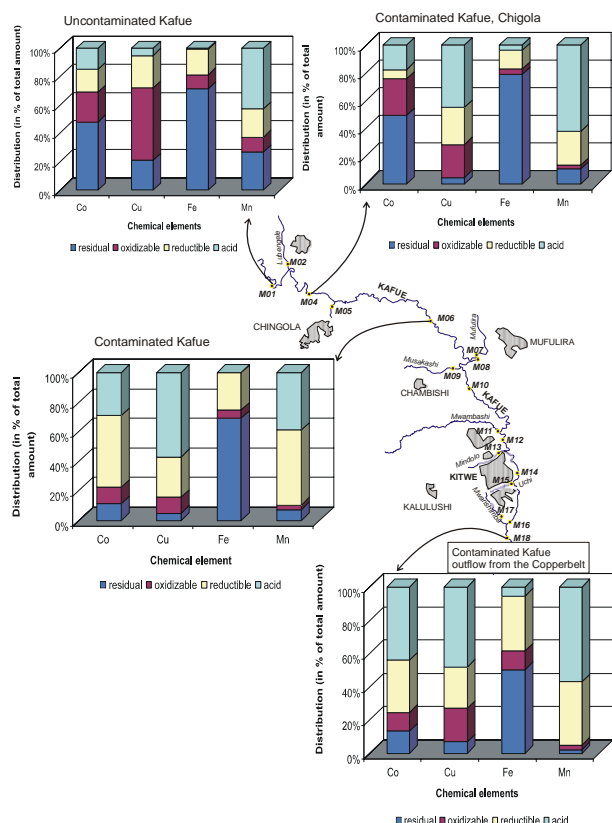 Uncontaminated Kafue
Distribution (in % of total amount)
100%
80%
60%
40%
20%
0%
Co Cu Fe Mn
Chemical elements
residual oxidizable reductible acid
Contaminated Kafue, Chigola
Distribution (in % of total
amount)
100%
80%
60%
40%
20%
0%
Co Cu Fe Mn
Chemical elements
residual oxidizable reductible acid
Lubengele
M02
M01
M04
M05
KAFUE
CHINGOLA
M06
Mufulira
MUFULIRA
M07
M08
Musakashi
M09
M10
CHAMBISHI
KAFUE
Mwambashi
M11
M12
M13
Mindolo
KITWE
M14
M15
Uchi
KALULUSHI
Mwanshimba
M17
M16
M18
Contaminated Kafue
Distribution (in % of total
amount)
100%
80%
60%
40%
20%
0%
Co Cu Fe Mn
Chemical element
residual oxidizable reductible acid
Contaminated Kafue
outflow from the Copperbelt
Distribution (in % of total amount)
100%
80%
60%
40%
20%
0%
Co Cu Fe Mn
Chemical elements
residual oxidizable reductible acid